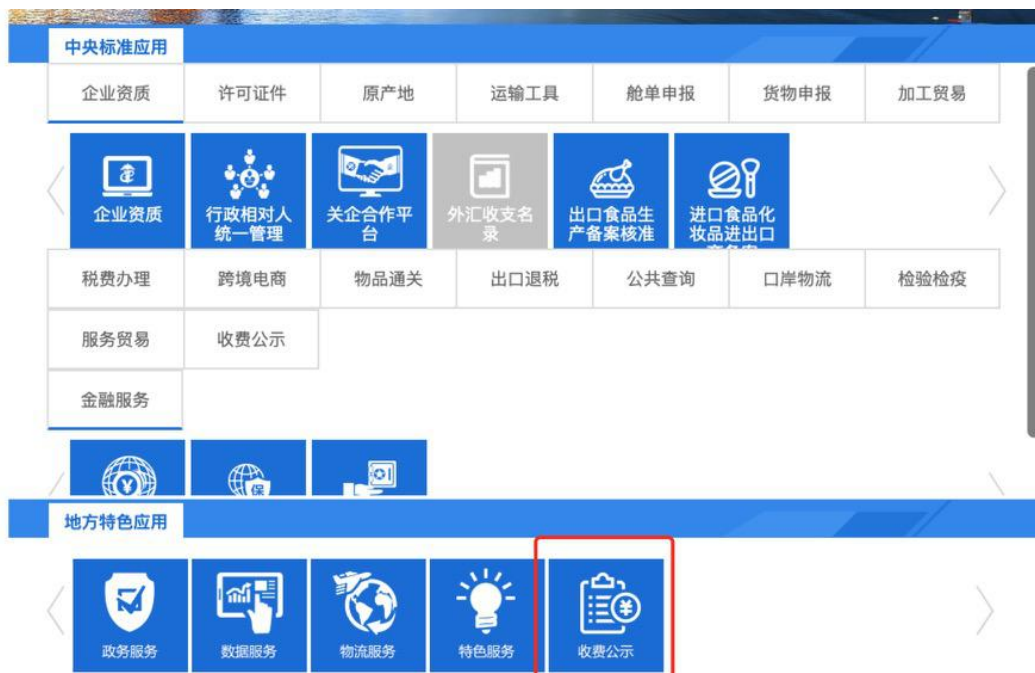 中央标准应用
企业资质 许可证件 原产地 运输工具 舱单申报 货物申报 加工贸易
企业资质 行政相对人 关企合作平 外汇收支名 出口食品生 进口食品化
统一管理 台 录 产备案核准 妆品进出口
税费办理 跨境电商 物品通关 出口退税 公共查询 口岸物流 检验检疫
服务贸易 收费公示
金融服务
¥ 保
地方特色应用
¥
政务服务 数据服务 物流服务 特色服务 收费公示